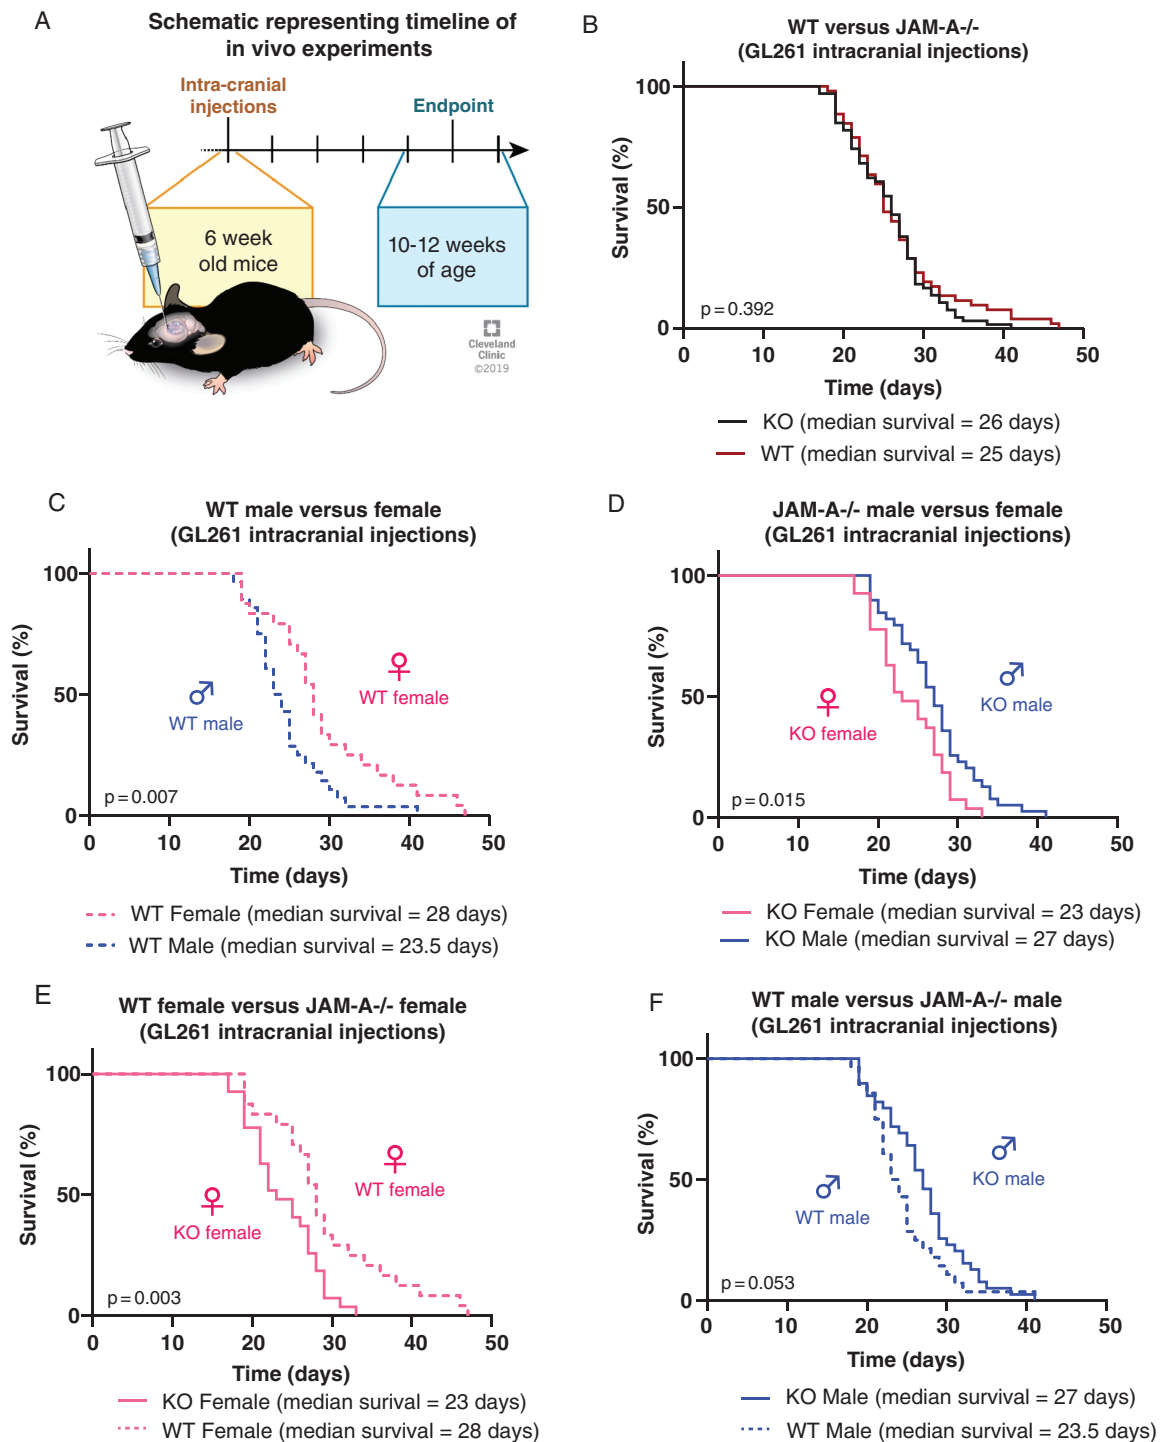 A
Schematic representing timeline of
in vivo experiments
Intra-cranial
injections
Endpoint
6 week
old mice
10-12 weeks
of age
Cleveland
Clinic
©2019
B
WT versus JAM-A-/-
(GL261 intracranial injections)
Survival (%)
100
50
0
p=0.392
0 10 20 30 40 50
Time (days)
KO (median survival = 26 days)
WT (median survival = 25 days)
C
WT male versus female
(GL261 intracranial injections)
Survival (%)
100
50
0
♂
WT male
♀
WT female
p=0.007
0 10 20 30 40 50
Time (days)
WT Female (median survival = 28 days)
WT Male (median survival = 23.5 days)
D
JAM-A-/- male versus female
(GL261 intracranial injections)
Survival (%)
100
50
0
♀
KO female
♂
KO male
p=0.015
0 10 20 30 40 50
Time (days)
KO Female (median survival = 23 days)
KO Male (median survival = 27 days)
E
WT female versus JAM-A-/- female
(GL261 intracranial injections)
Survival (%)
100
50
0
♀
KO female
♀
WT female
p=0.003
0 10 20 30 40 50
Time (days)
KO Female (median surival = 23 days)
WT Female (median survival = 28 days)
F
WT male versus JAM-A-/- male
(GL261 intracranial injections)
Survival (%)
100
50
0
♂
WT male
♂
KO male
p=0.053
0 10 20 30 40 50
Time (days)
KO Male (median survival = 27 days)
WT Male (median survival = 23.5 days)